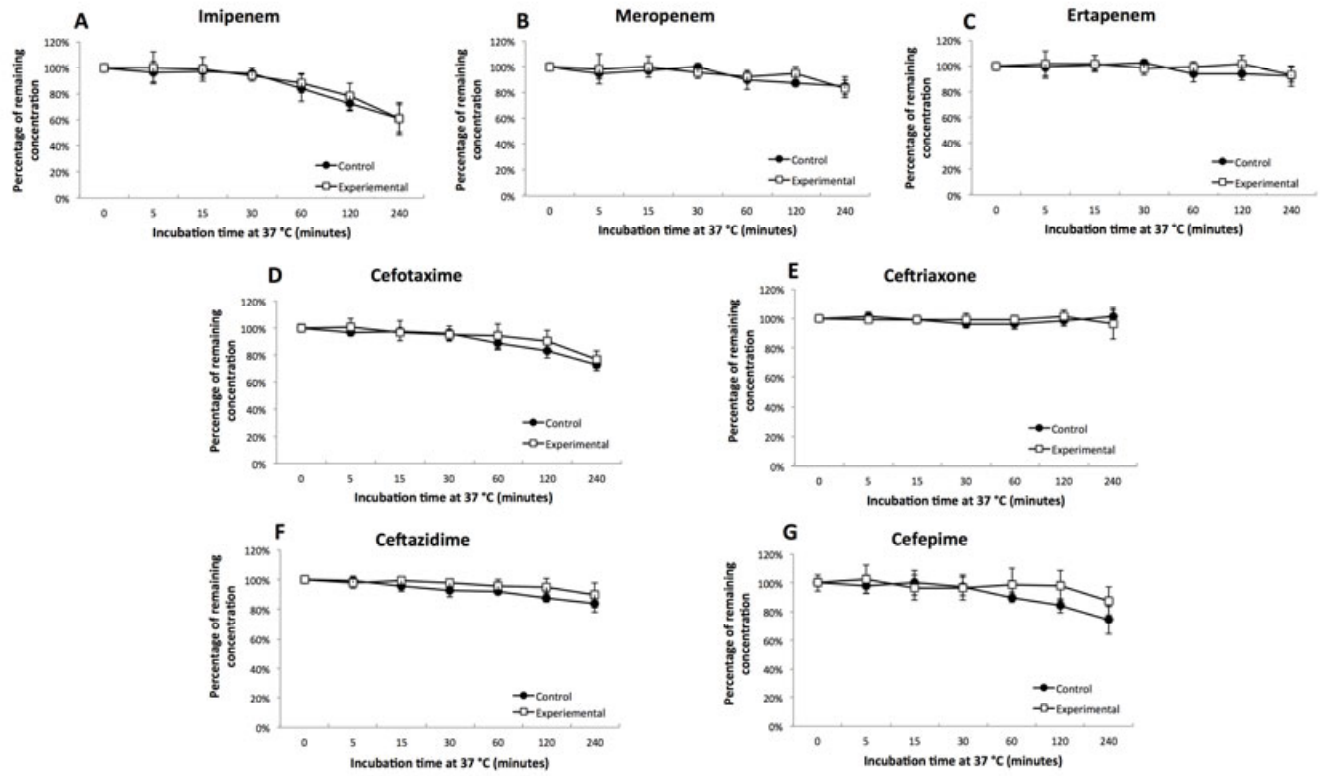 A
Imipenem
120%
100%
80%
60%
40%
20%
0%
Percentage of remaining
concentration
Control
Experiemental
0 5 15 30 60 120 240
Incubation time at 37 °C (minutes)
B
Meropenem
120%
100%
80%
60%
40%
20%
0%
Percentage of remaining
concentration
Control
Experimental
0 5 15 30 60 120 240
Incubation time at 37 °C (minutes)
C
Ertapenem
120%
100%
80%
60%
40%
20%
0%
Percentage of remaining
concentration
Control
Experimental
0 5 15 30 60 120 240
Incubation time at 37 °C (minutes)
D
Cefotaxime
120%
100%
80%
60%
40%
20%
0%
Percentage of remaining
concentration
Control
Experimental
0 5 15 30 60 120 240
Incubation time at 37 °C (minutes)
E
Ceftriaxone
120%
100%
80%
60%
40%
20%
0%
Percentage of remaining
concentration
Control
Experimental
0 5 15 30 60 120 240
Incubation time at 37 °C (minutes)
F
Ceftazidime
120%
100%
80%
60%
40%
20%
0%
Percentage of remaining
concentration
Control
Experiemental
0 5 15 30 60 120 240
Incubation time at 37 °C (minutes)
G
Cefepime
120%
100%
80%
60%
40%
20%
0%
Percentage of remaining
concentration
Control
Experimental
0 5 15 30 60 120 240
Incubation time at 37 °C (minutes)